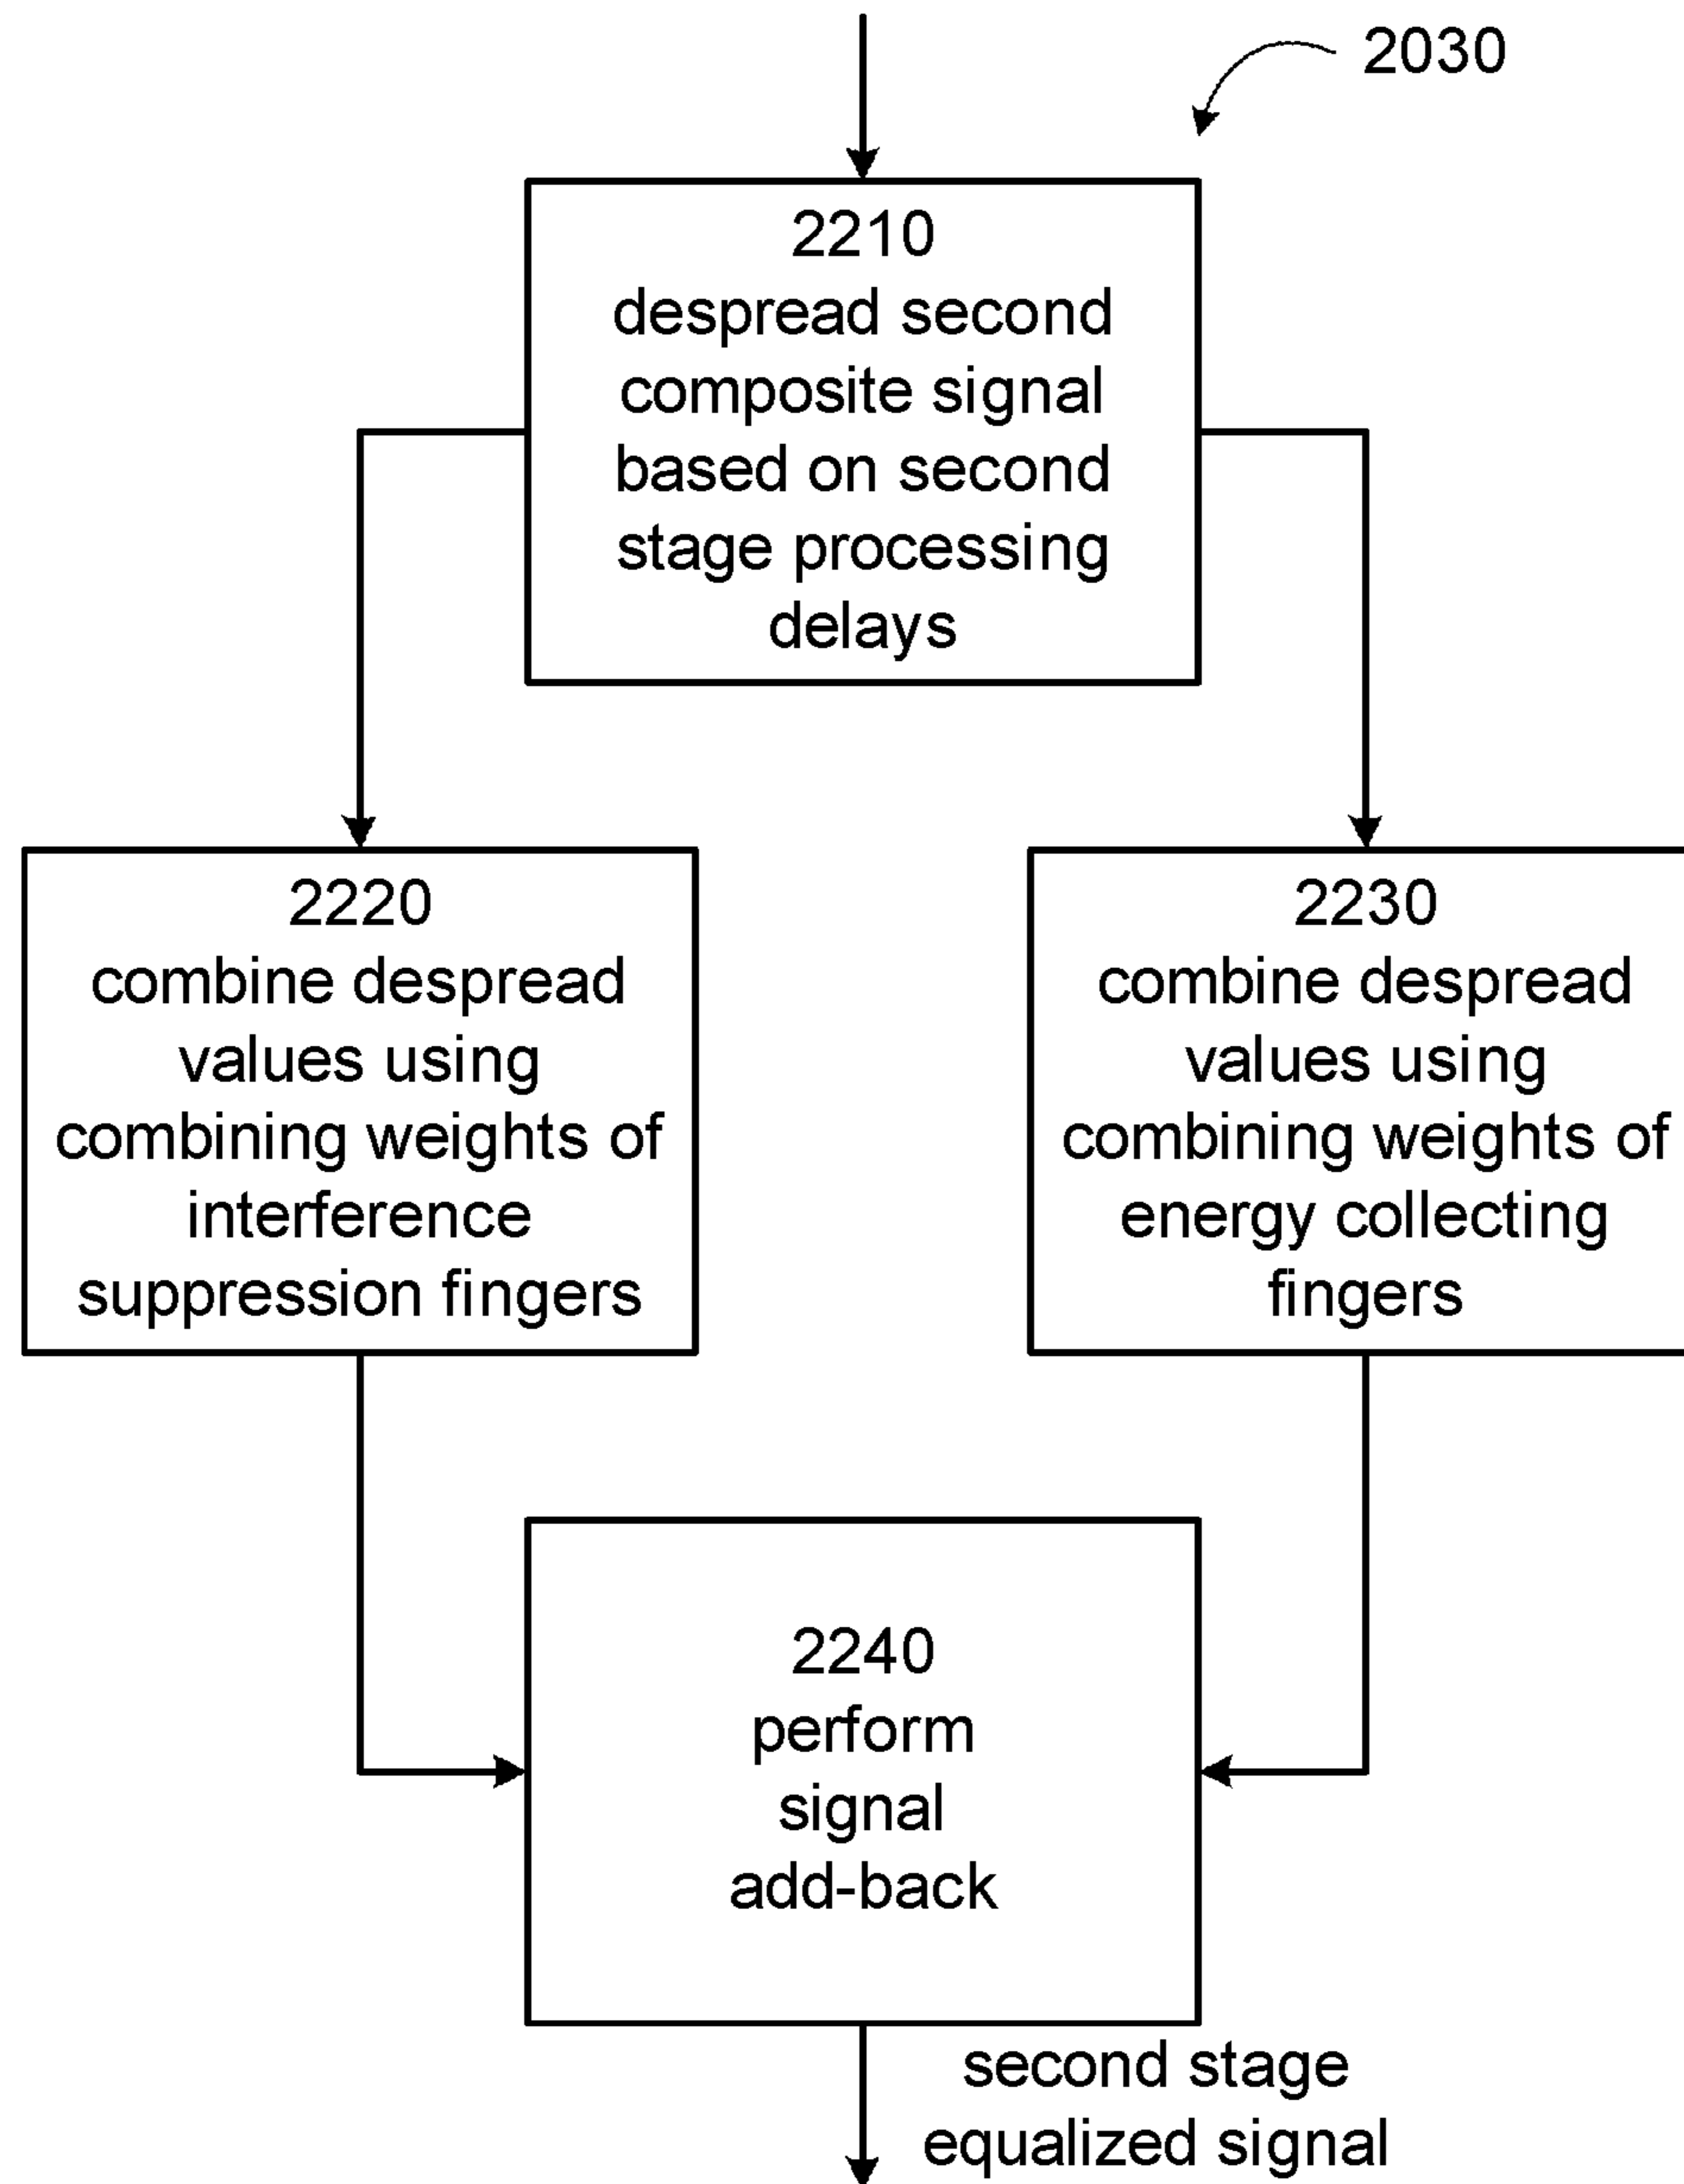 2030
2210
despread second
composite signal
based on second
stage processing
delays
2220
combine despread
values using
combining weights of
interference
suppression fingers
2230
combine despread
values using
combining weights of
energy collecting
fingers
2240
perform
signal
add-back
second stage
equalized signal